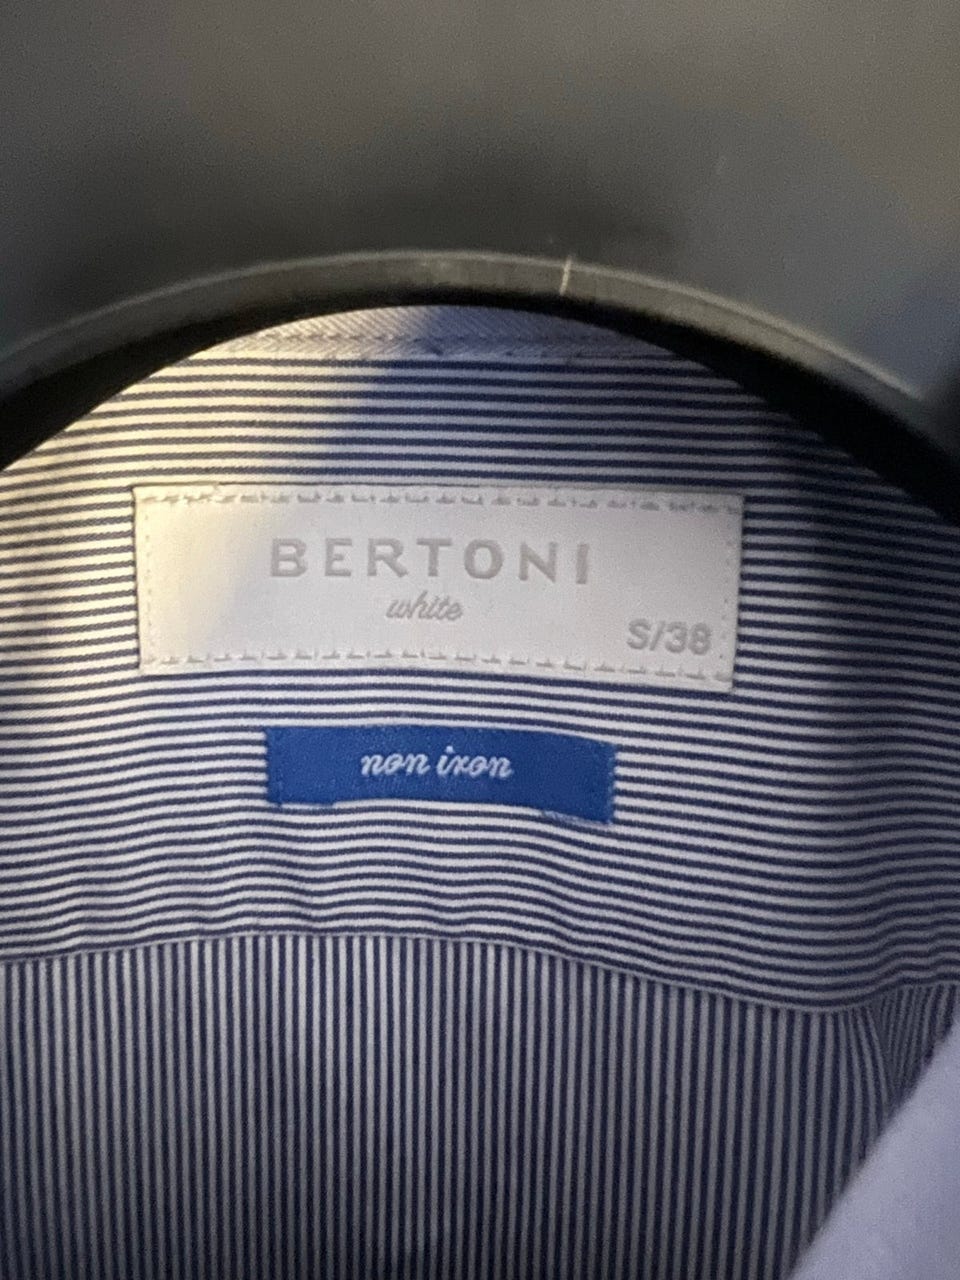 BERTONI
white
S/38
non iron